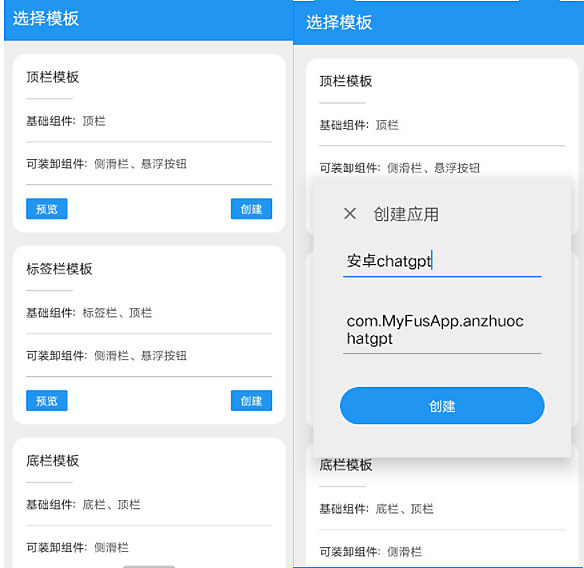 选择模板
顶栏模板
基础组件: 顶栏
可装卸组件: 侧滑栏、悬浮按钮
预览 创建
标签栏模板
基础组件: 标签栏、顶栏
可装卸组件: 侧滑栏、悬浮按钮
预览 创建
底栏模板
基础组件: 底栏、顶栏
可装卸组件: 侧滑栏
选择模板
顶栏模板
基础组件: 顶栏
可装卸组件: 侧滑栏、悬浮按钮
创建应用
安卓chatgpt
com.MyFusApp.anzhuoc
hatgpt
创建
底栏模板
基础组件: 底栏、顶栏
可装卸组件: 侧滑栏